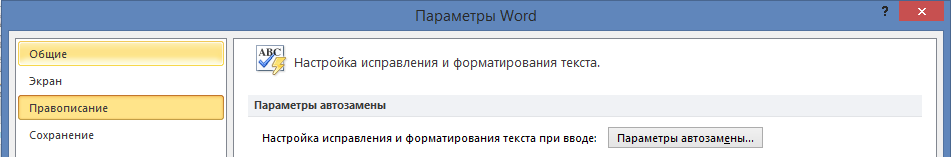 Параметры Word
?
Общие
Экран
Правописание
Сохранение
ABC
Настройка исправления и форматирования текста.
Параметры автозамены
Настройка исправления и форматирования текста при вводе: Параметры автозамены...